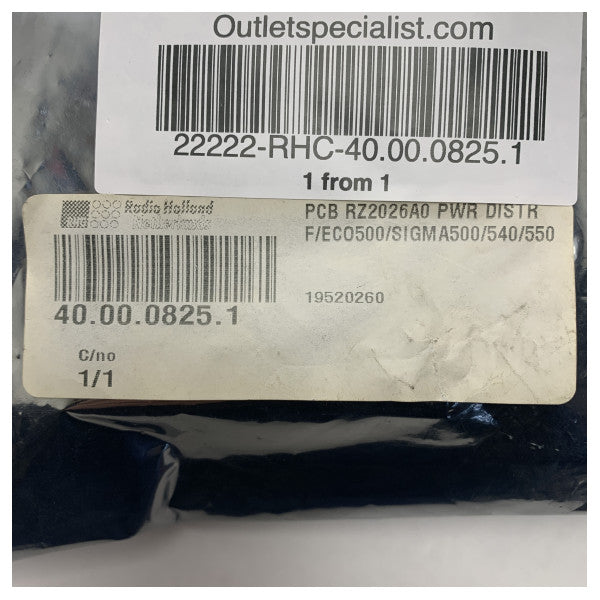 Outletspecialist.com
22222-RHC-40.00.0825.1
1 from 1
Radio Holland
PCB RZ2026A0 PWR DISTR
F/ECO500/SIGMA500/540/550
19520260
40.00.0825.1
C/no
1/1